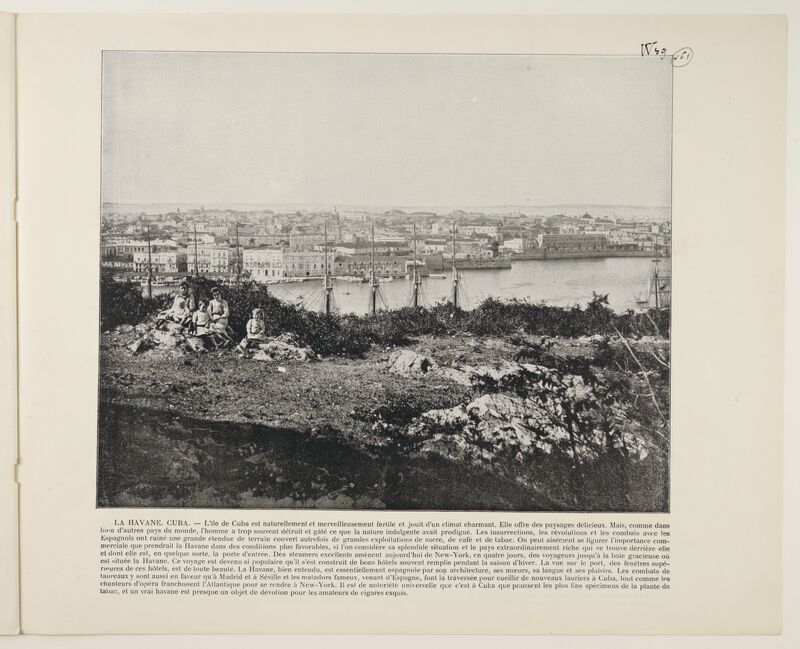 Wsg 251
LA HAVANE. CUBA. — L'île de Cuba est naturellement et merveilleusement fertile et jouit d'un climat charmant. Elle offre des paysages délicieux. Mais, comme dans
bien d'autres pays du monde, l'homme a trop souvent détruit et gâté ce que la nature indulgente avait prodigué. Les insurrections, les révolutions et les combats avec les
Espagnols ont ruiné une grande étendue de terrain couvert autrefois de grandes exploitations de sucre, de café et de tabac. On peut aisément se figurer l'importance com-
merciale que prendrait la Havane dans des conditions plus favorables, si l'on considère sa splendide situation et le pays extraordinairement riche qui se trouve derrière elle
et dont elle est, en quelque sorte, la porte d'entrée. Des steamers excellents amènent aujourd'hui de New-York, en quatre jours, des voyageurs jusqu'à la baie gracieuse où
est située la Havane. Ce voyage est devenu si populaire qu'il s'est construit de bons hôtels souvent remplis pendant la saison d'hiver. La vue sur le port, des fenêtres supé-
rieures de ces hôtels, est de toute beauté. La Havane, bien entendu, est essentiellement espagnole par son architecture, ses mœurs, sa langue et ses plaisirs. Les combats de
taureaux y sont aussi en faveur qu'à Madrid et à Séville et les matadors fameux, venant d'Espagne, font la traversée pour cueillir de nouveaux lauriers à Cuba, tout comme les
chanteurs d'opéra franchissent l'Atlantique pour se rendre à New-York. Il est de notoriété universelle que c'est à Cuba que poussent les plus fins spécimens de la plante de
tabac, et un vrai havane est presque un objet de dévotion pour les amateurs de cigares exquis.